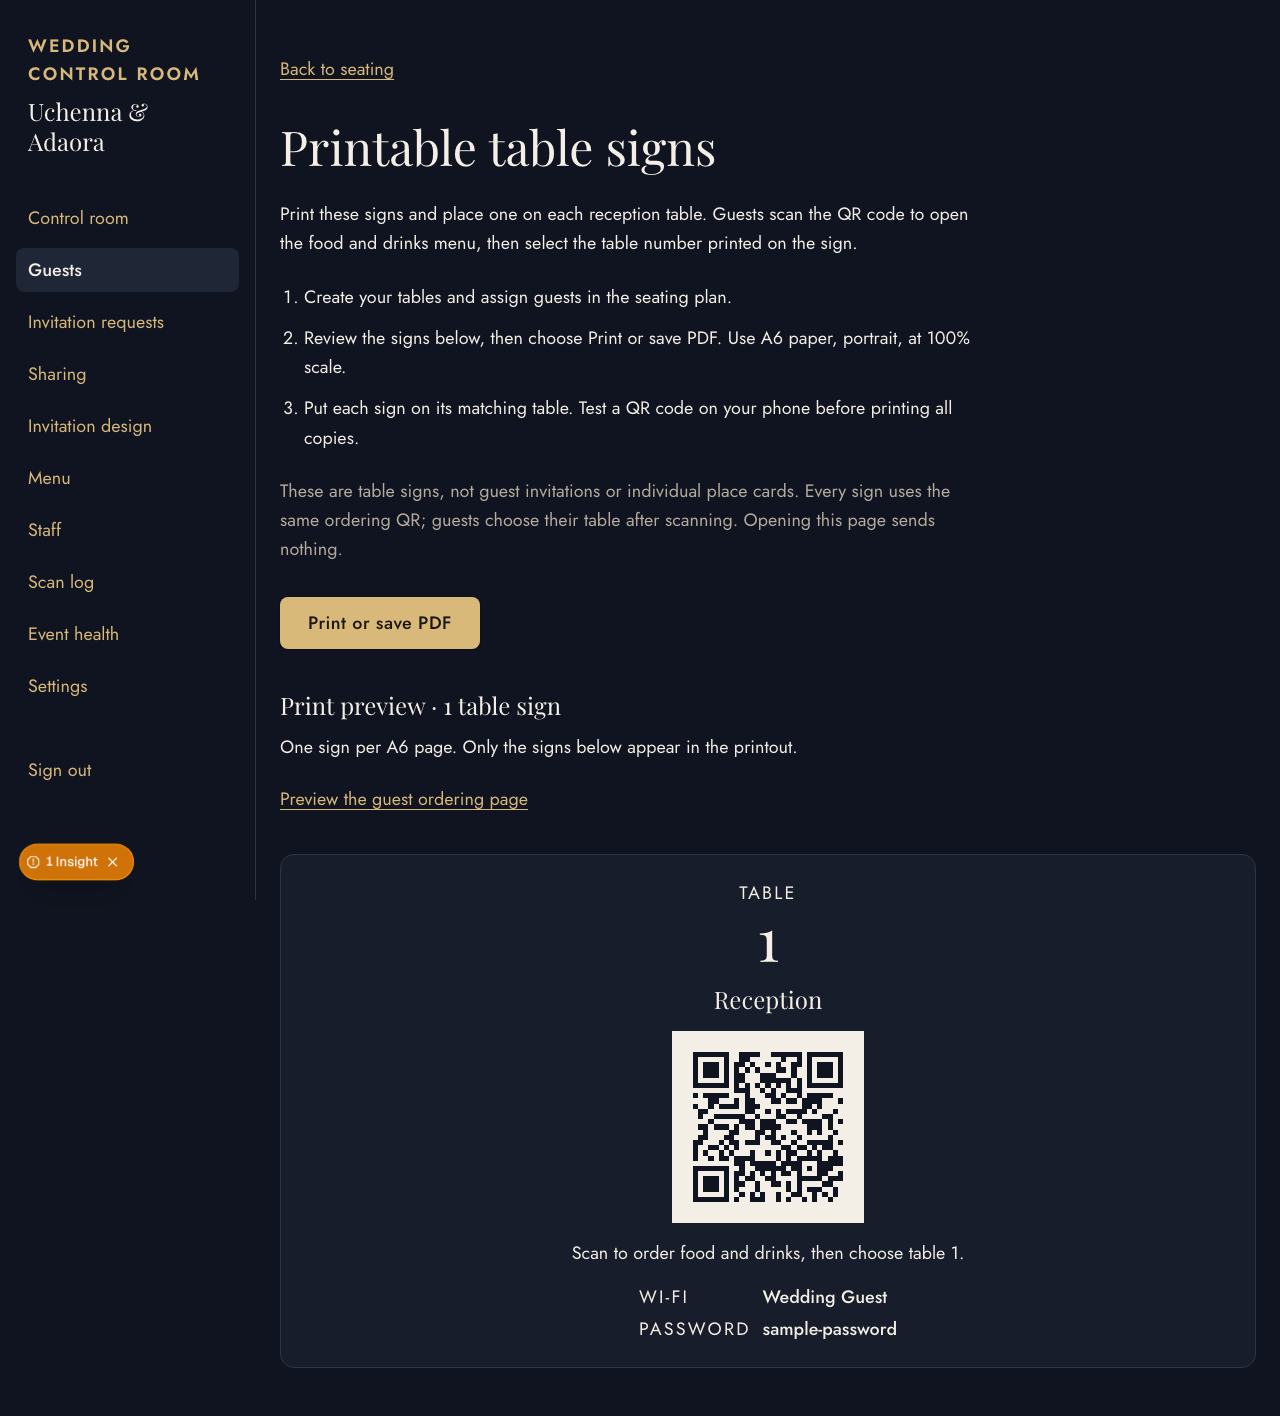 WEDDING
CONTROL ROOM
Uchenna &
Adaora
Control room
Guests
Invitation requests
Sharing
Invitation design
Menu
Staff
Scan log
Event health
Settings
Sign out
1 Insight
Back to seating
Printable table signs
Print these signs and place one on each reception table. Guests scan the QR code to open
the food and drinks menu, then select the table number printed on the sign.
1. Create your tables and assign guests in the seating plan.
2. Review the signs below, then choose Print or save PDF. Use A6 paper, portrait, at 100%
scale.
3. Put each sign on its matching table. Test a QR code on your phone before printing all
copies.
These are table signs, not guest invitations or individual place cards. Every sign uses the
same ordering QR; guests choose their table after scanning. Opening this page sends
nothing.
Print or save PDF
Print preview · 1 table sign
One sign per A6 page. Only the signs below appear in the printout.
Preview the guest ordering page
TABLE
1
Reception
Scan to order food and drinks, then choose table 1.
WI-FI Wedding Guest
PASSWORD sample-password